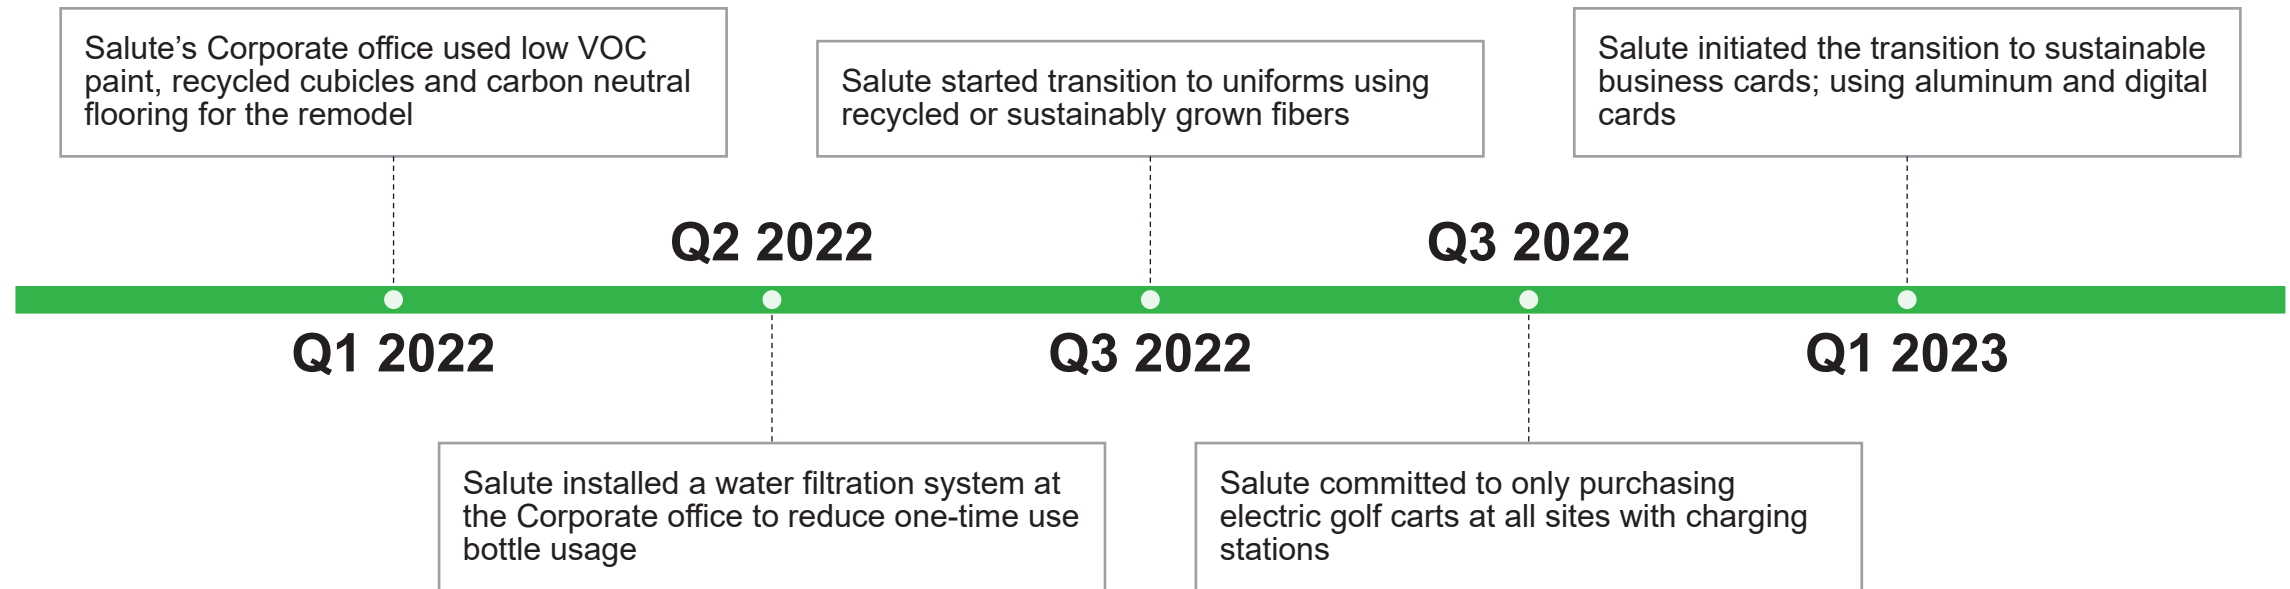 Salute’s Corporate office used low VOC
paint, recycled cubicles and carbon neutral
flooring for the remodel
Salute started transition to uniforms using
recycled or sustainably grown fibers
Salute initiated the transition to sustainable
business cards; using aluminum and digital
cards
Q2 2022
Q3 2022
Q1 2022
Q3 2022
Q1 2023
Salute installed a water filtration system at
the Corporate office to reduce one-time use
bottle usage
Salute committed to only purchasing
electric golf carts at all sites with charging
stations